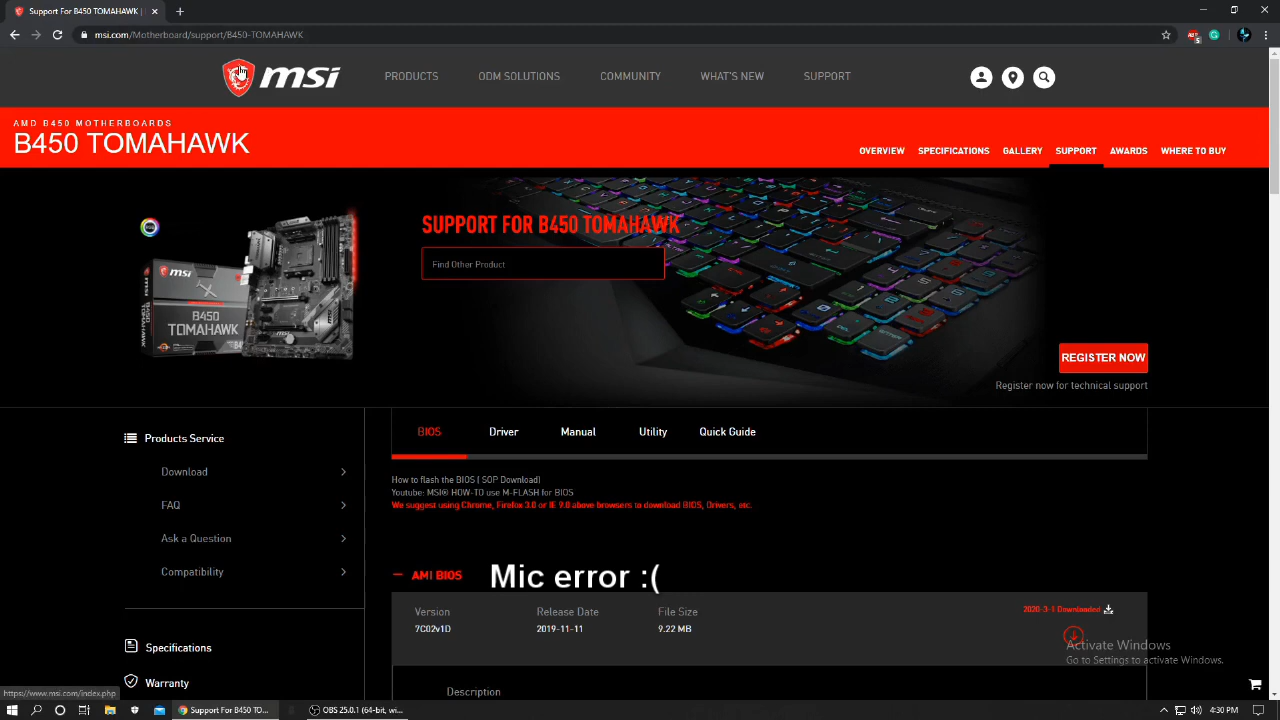 Support For B450 TOMAHAWK |
msi.com/Motherboard/support/B450-TOMAHAWK
msi
PRODUCTS
ODM SOLUTIONS
COMMUNITY
WHAT'S NEW
SUPPORT
AMD B450 MOTHERBOARDS
B450 TOMAHAWK
OVERVIEW
SPECIFICATIONS
GALLERY
SUPPORT
AWARDS
WHERE TO BUY
SUPPORT FOR B450 TOMAHAWK
Find Other Product
msi
B450
TOMAHAWK
REGISTER NOW
Register now for technical support
Products Service
Download
FAQ
Ask a Question
Compatibility
Specifications
Warranty
BIOS
Driver
Manual
Utility
Quick Guide
How to flash the BIOS [ SOP Download]
Youtube: MSI® HOW-TO use M-FLASH for BIOS
We suggest using Chrome, Firefox 3.0 or IE 9.0 above browsers to download BIOS, Drivers, etc.
AMI BIOS
Mic error :(
Version
Release Date
File Size
7C02v1D
2019-11-11
9.22 MB
2020-3-1 Downloaded
Description
Activate Windows
Go to Settings to activate Windows.
https://www.msi.com/index.php
Support For B450 TO...
OBS 25.0.1 (64-bit, wi...
4:30 PM